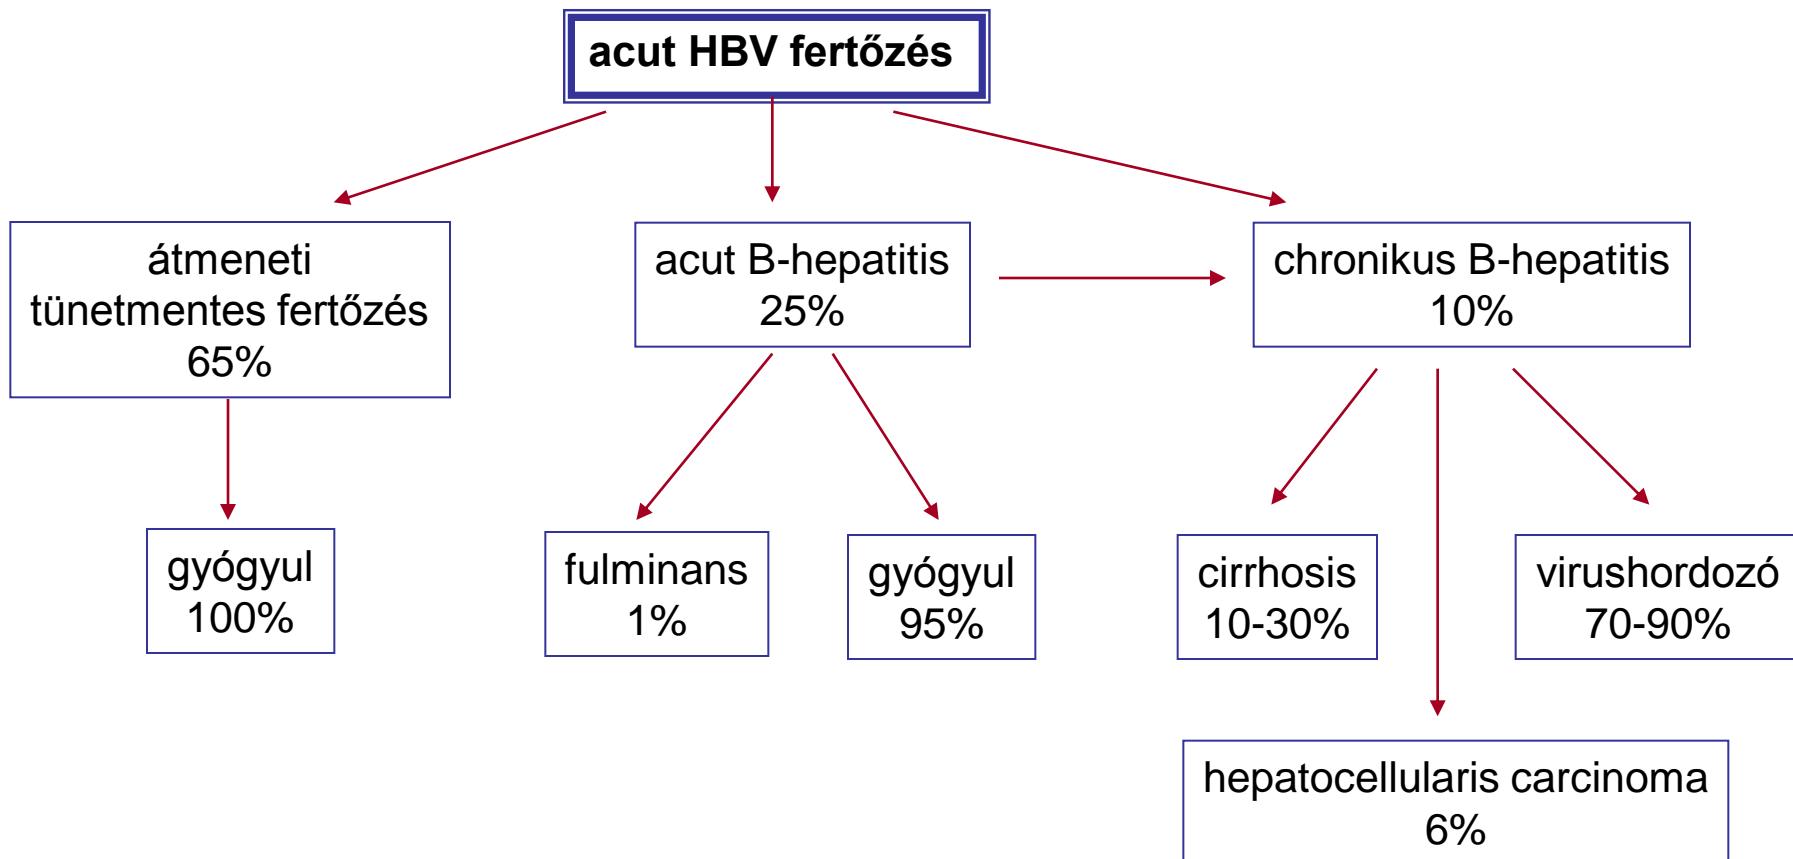 acut HBV fertőzés
átmeneti
tünetmentes fertőzés
65%
acut B-hepatitis
25%
chronikus B-hepatitis
10%
gyógyul
100%
fulminans
1%
gyógyul
95%
cirrhosis
10-30%
virushordozó
70-90%
hepatocellularis carcinoma
6%